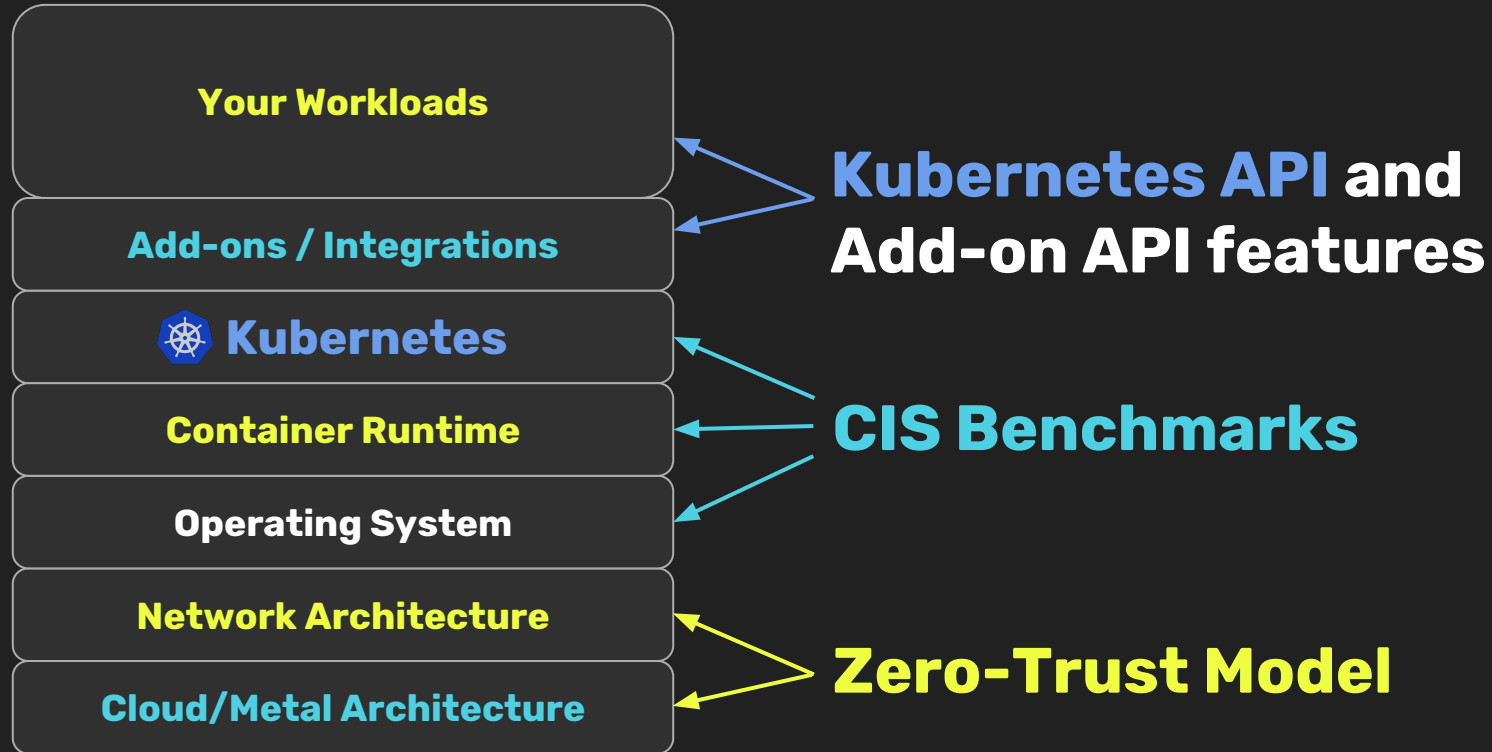 Your Workloads
Add-ons / Integrations
Kubernetes
Container Runtime
Operating System
Network Architecture
Cloud/Metal Architecture
Kubernetes API and
Add-on API features
CIS Benchmarks
Zero-Trust Model